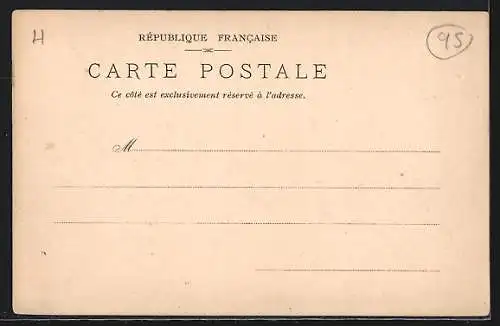 H
95
RÉPUBLIQUE FRANÇAISE
CARTE POSTALE
Ce côté est exclusivement réservé à l'adresse.
M